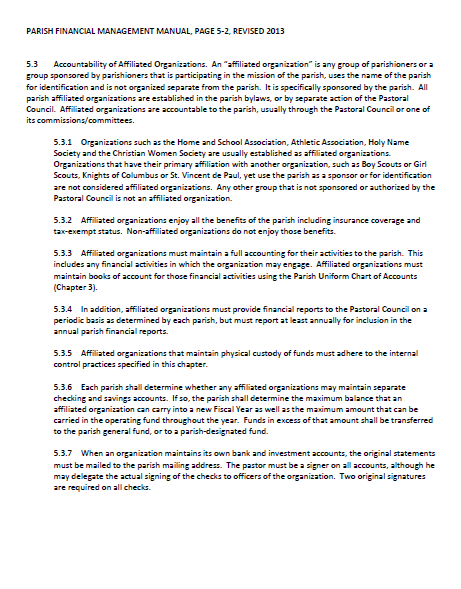 PARISH FINANCIAL MANAGEMENT MANUAL, PAGE 5-2, REVISED 2013
5.3 Accountability of Affiliated Organizations. An "affiliated organization" is any group of parishioners or a
group sponsored by parishioners that is participating in the mission of the parish, uses the name of the parish
for identification and is not organized separate from the parish. It is specifically sponsored by the parish. All
parish affiliated organizations are established in the parish bylaws, or by separate action of the Pastoral
Council. Affiliated organizations are accountable to the parish, usually through the Pastoral Council or one of
its commissions/committees.
5.3.1 Organizations such as the Home and School Association, Athletic Association, Holy Name
Society and the Christian Women Society are usually established as affiliated organizations.
Organizations that have their primary affiliation with another organization, such as Boy Scouts or Girl
Scouts, Knights of Columbus or St. Vincent de Paul, yet use the parish as a sponsor or for identification
are not considered affiliated organizations. Any other group that is not sponsored or authorized by the
Pastoral Council is not an affiliated organization.
5.3.2 Affiliated organizations enjoy all the benefits of the parish including insurance coverage and
tax-exempt status. Non-affiliated organizations do not enjoy those benefits.
5.3.3 Affiliated organizations must maintain a full accounting for their activities to the parish. This
includes any financial activities in which the organization may engage. Affiliated organizations must
maintain books of account for those financial activities using the Parish Uniform Chart of Accounts
(Chapter 3).
5.3.4 In addition, affiliated organizations must provide financial reports to the Pastoral Council on a
periodic basis as determined by each parish, but must report at least annually for inclusion in the
annual parish financial reports.
5.3.5 Affiliated organizations that maintain physical custody of funds must adhere to the internal
control practices specified in this chapter.
5.3.6 Each parish shall determine whether any affiliated organizations may maintain separate
checking and savings accounts. If so, the parish shall determine the maximum balance that an
affiliated organization can carry into a new Fiscal Year as well as the maximum amount that can be
carried in the operating fund throughout the year. Funds in excess of that amount shall be transferred
to the parish general fund, or to a parish-designated fund.
5.3.7 When an organization maintains its own bank and investment accounts, the original statements
must be mailed to the parish mailing address. The pastor must be a signer on all accounts, although he
may delegate the actual signing of the checks to officers of the organization. Two original signatures
are required on all checks.